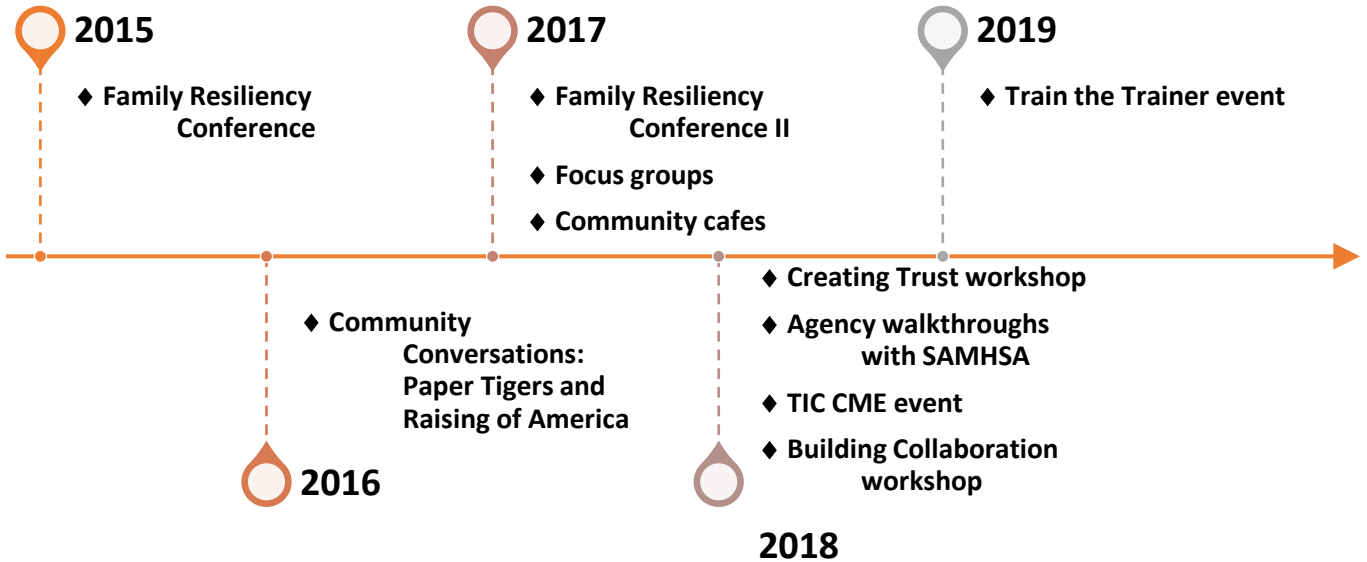 2015
♦ Family Resiliency
Conference
2017
♦ Family Resiliency
Conference II
♦ Focus groups
♦ Community cafes
2019
♦ Train the Trainer event
♦ Community
Conversations:
Paper Tigers and
Raising of America
2016
♦ Creating Trust workshop
♦ Agency walkthroughs
with SAMHSA
♦ TIC CME event
♦ Building Collaboration
workshop
2018